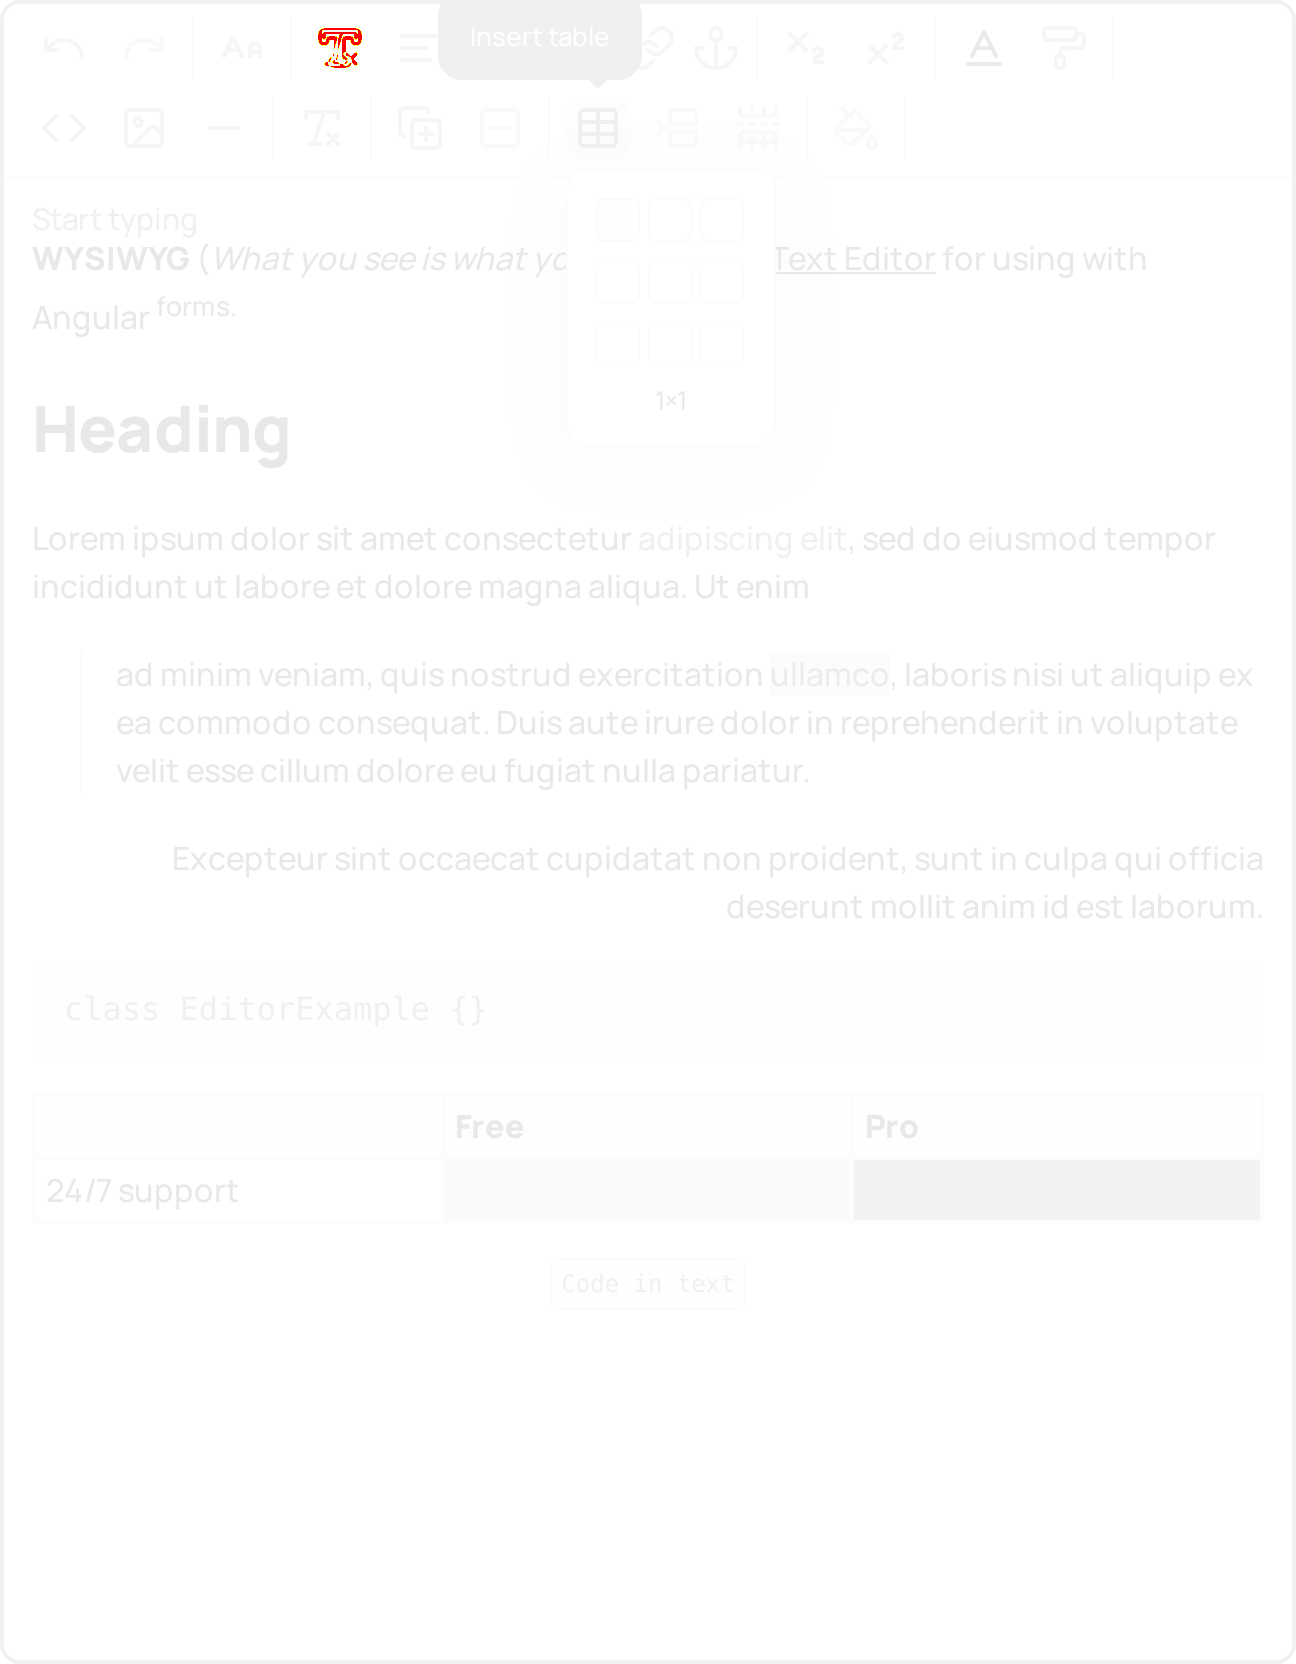 Insert table
Start typing
WYSIWYG (What you see is what yo Text Editor for using with
Angular forms.
1×1
Heading
Lorem ipsum dolor sit amet consectetur adipiscing elit, sed do eiusmod tempor
incididunt ut labore et dolore magna aliqua. Ut enim
ad minim veniam, quis nostrud exercitation ullamco, laboris nisi ut aliquip ex
ea commodo consequat. Duis aute irure dolor in reprehenderit in voluptate
velit esse cillum dolore eu fugiat nulla pariatur.
Excepteur sint occaecat cupidatat non proident, sunt in culpa qui officia
deserunt mollit anim id est laborum.
class EditorExample {}
Free Pro
24/7 support
Code in text